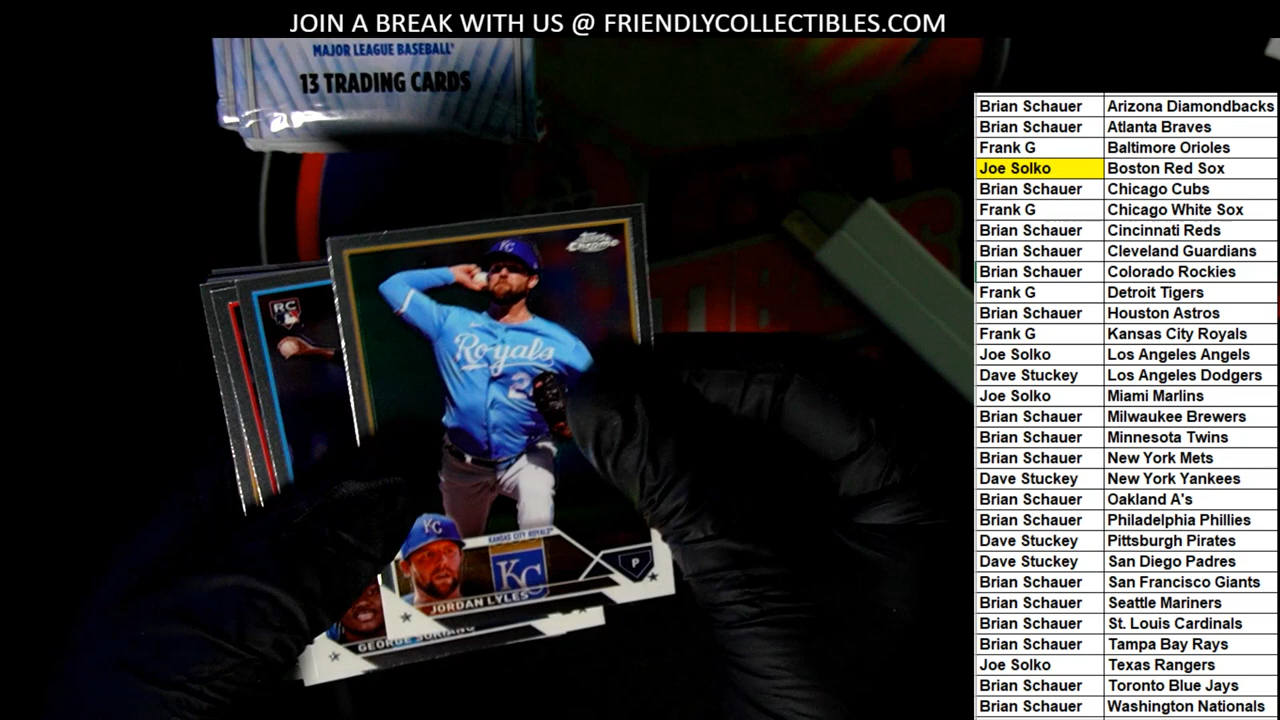 JOIN A BREAK WITH US @ FRIENDLYCOLLECTIBLES.COM
MAJOR LEAGUE BASEBALL
13 TRADING CARDS
Topps
Chrome
RC
KC
Royals
2
KC
KANSAS CITY ROYALS
KC
P
JORDAN LYLES
GEORGE SORIANO
Brian Schauer Arizona Diamondbacks
Brian Schauer Atlanta Braves
Frank G Baltimore Orioles
Joe Solko Boston Red Sox
Brian Schauer Chicago Cubs
Frank G Chicago White Sox
Brian Schauer Cincinnati Reds
Brian Schauer Cleveland Guardians
Brian Schauer Colorado Rockies
Frank G Detroit Tigers
Brian Schauer Houston Astros
Frank G Kansas City Royals
Joe Solko Los Angeles Angels
Dave Stuckey Los Angeles Dodgers
Joe Solko Miami Marlins
Brian Schauer Milwaukee Brewers
Brian Schauer Minnesota Twins
Brian Schauer New York Mets
Dave Stuckey New York Yankees
Brian Schauer Oakland A's
Brian Schauer Philadelphia Phillies
Dave Stuckey Pittsburgh Pirates
Dave Stuckey San Diego Padres
Brian Schauer San Francisco Giants
Brian Schauer Seattle Mariners
Brian Schauer St. Louis Cardinals
Brian Schauer Tampa Bay Rays
Joe Solko Texas Rangers
Brian Schauer Toronto Blue Jays
Brian Schauer Washington Nationals